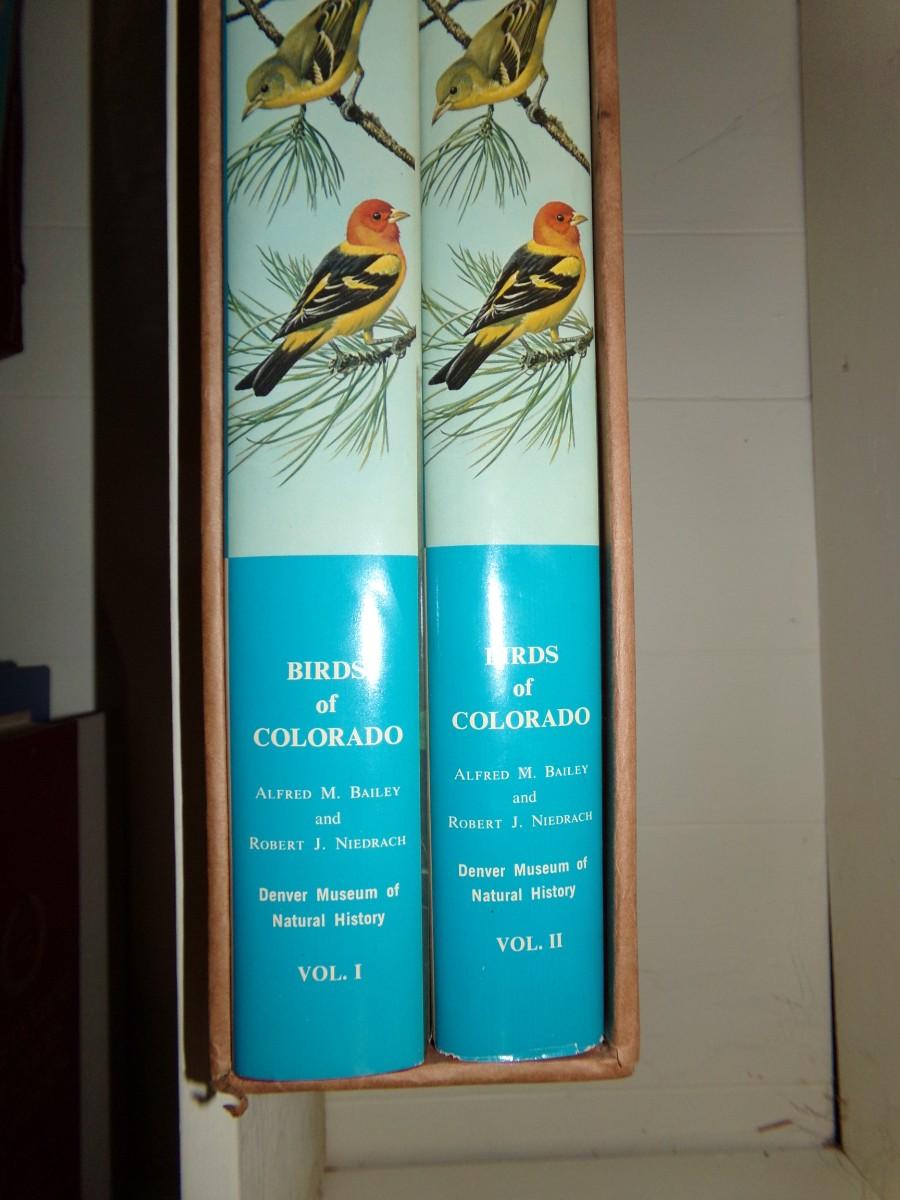 BIRDS
of
COLORADO
ALFRED M. BAILEY
and
ROBERT J. NIEDRACH
Denver Museum of
Natural History
VOL. I
BIRDS
of
COLORADO
ALFRED M. BAILEY
and
ROBERT J. NIEDRACH
Denver Museum of
Natural History
VOL. II